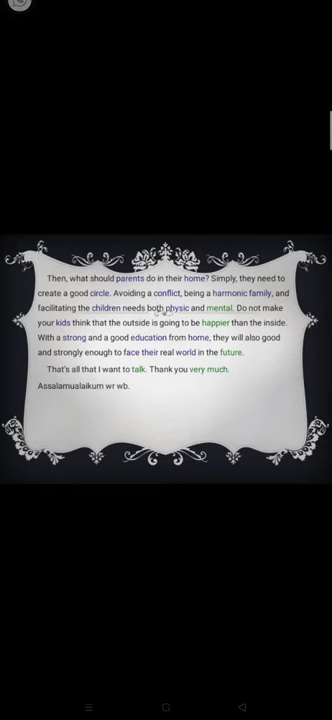 Then, what should parents do in their home? Simply, they need to
create a good circle. Avoiding a conflict, being a harmonic family, and
facilitating the children needs both physic and mental. Do not make
your kids think that the outside is going to be happier than the inside.
With a strong and a good education from home, they will also good
and strongly enough to face their real world in the future.
That's all that I want to talk. Thank you very much.
Assalamualaikum wr wb.